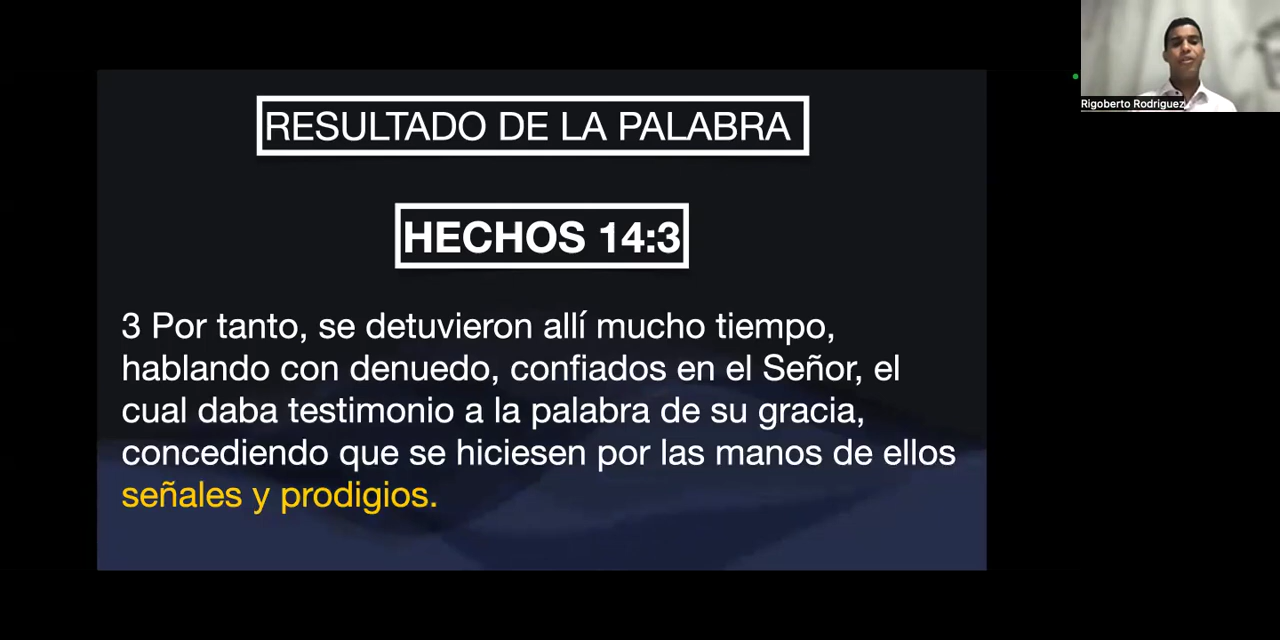 RESULTADO DE LA PALABRA
HECHOS 14:3
3 Por tanto, se detuvieron allí mucho tiempo,
hablando con denuedo, confiados en el Señor, el
cual daba testimonio a la palabra de su gracia,
concediendo que se hiciesen por las manos de ellos
señales y prodigios.
Rigoberto Rodriguez